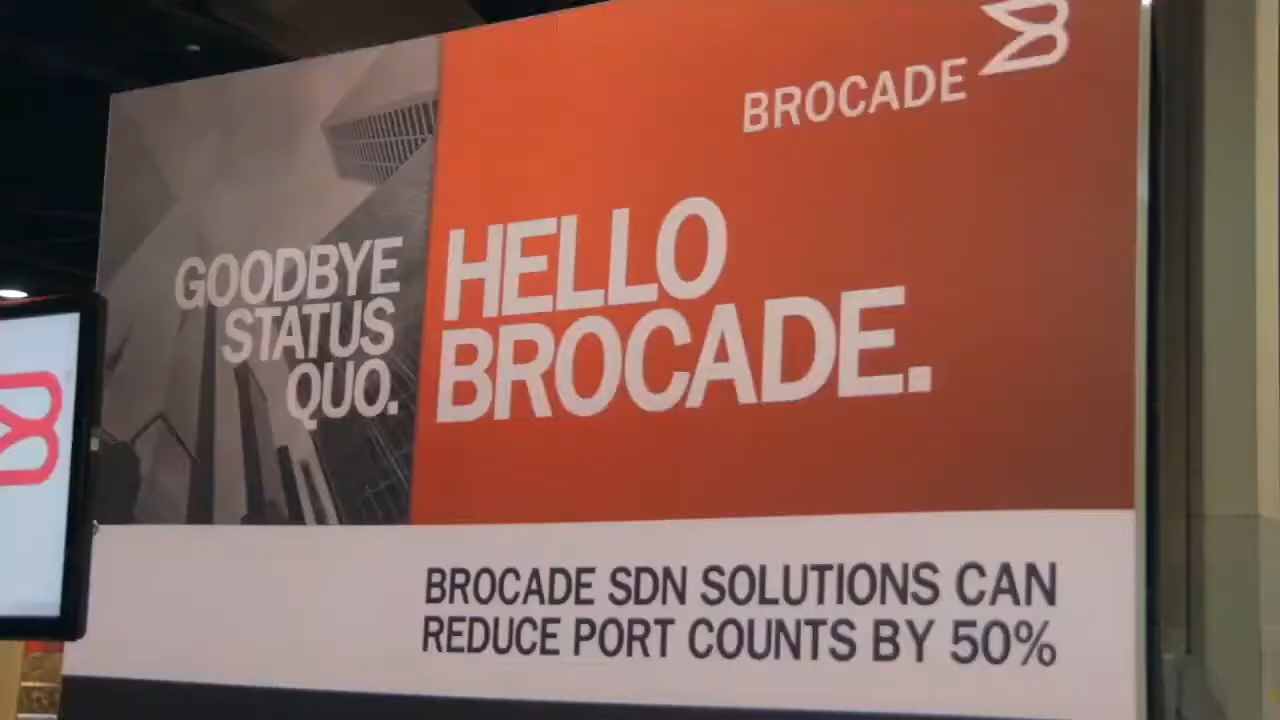 BROCADE
GOODBYE
STATUS
QUO.
HELLO
BROCADE.
BROCADE SDN SOLUTIONS CAN
REDUCE PORT COUNTS BY 50%